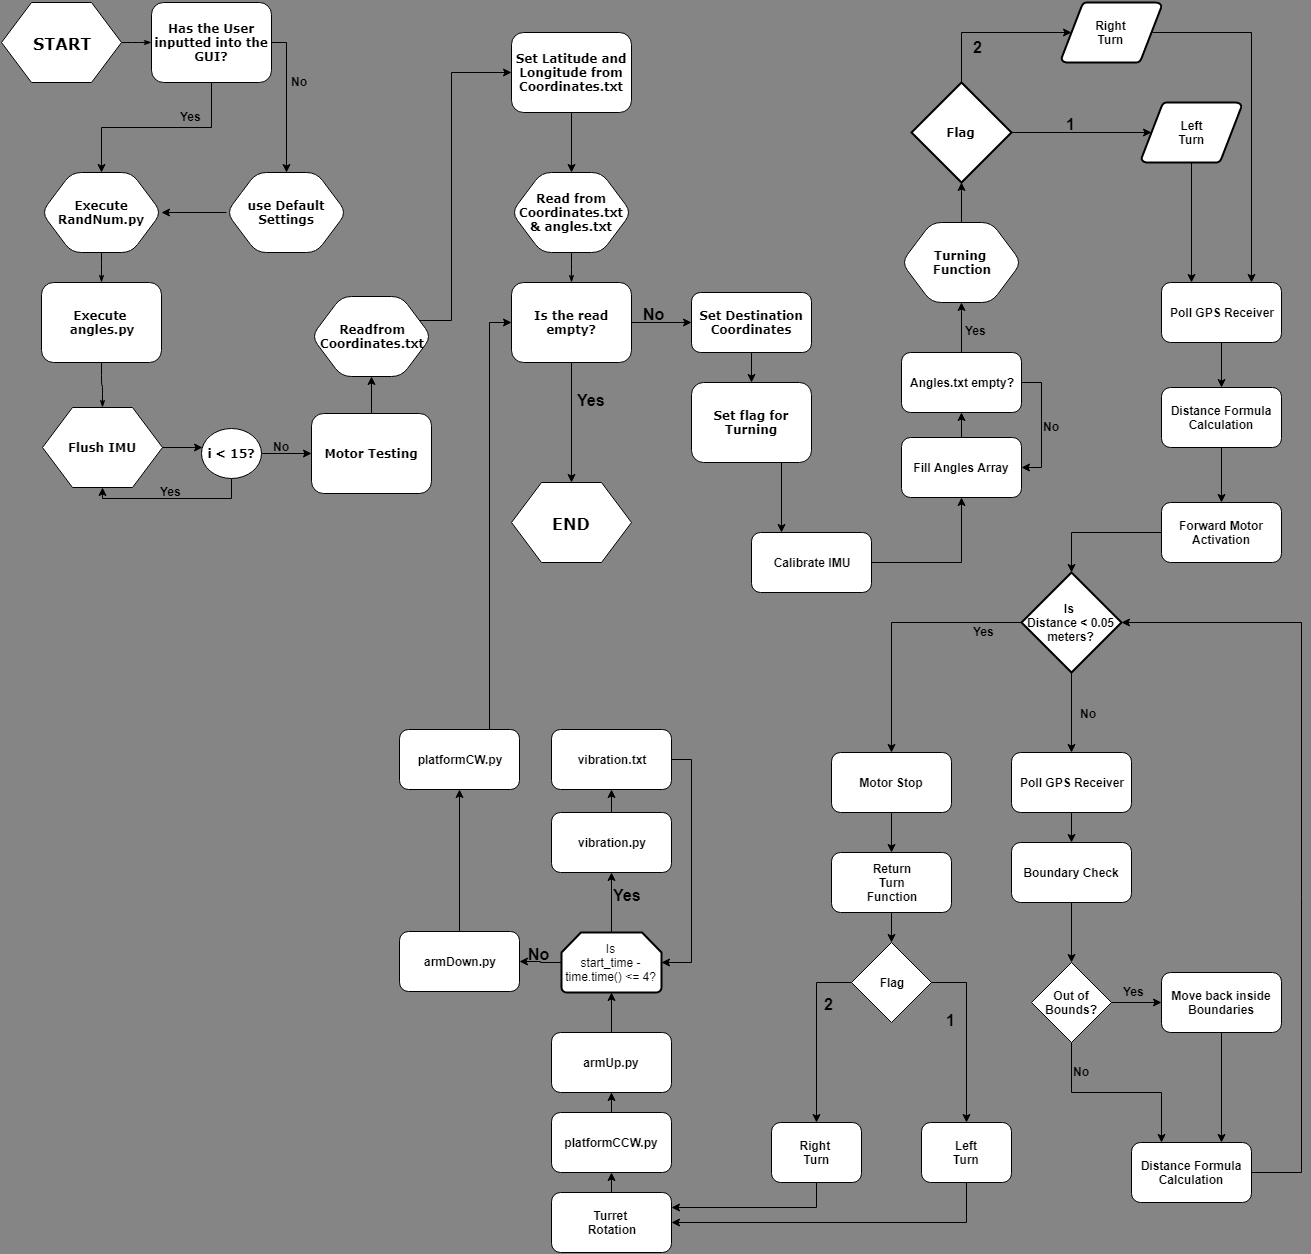 START
Has the User
inputted into the
GUI?
No
Yes
Execute
RandNum.py
use Default
Settings
Execute
angles.py
Flush IMU
i < 15?
No
Yes
Motor Testing
Readfrom
Coordinates.txt
Set Latitude and
Longitude from
Coordinates.txt
Read from
Coordinates.txt
& angles.txt
Is the read
empty?
No
Yes
END
Set Destination
Coordinates
Set flag for
Turning
Calibrate IMU
Fill Angles Array
Angles.txt empty?
No
Yes
Turning
Function
Flag
2
1
Right
Turn
Left
Turn
Poll GPS Receiver
Distance Formula
Calculation
Forward Motor
Activation
Is
Distance < 0.05
meters?
Yes
No
Motor Stop
Return
Turn
Function
Flag
2
1
Right
Turn
Left
Turn
Poll GPS Receiver
Boundary Check
Out of
Bounds?
Yes
No
Move back inside
Boundaries
Distance Formula
Calculation
Turret
Rotation
platformCCW.py
armUp.py
Is
start_time -
time.time() <= 4?
Yes
No
vibration.py
vibration.txt
armDown.py
platformCW.py